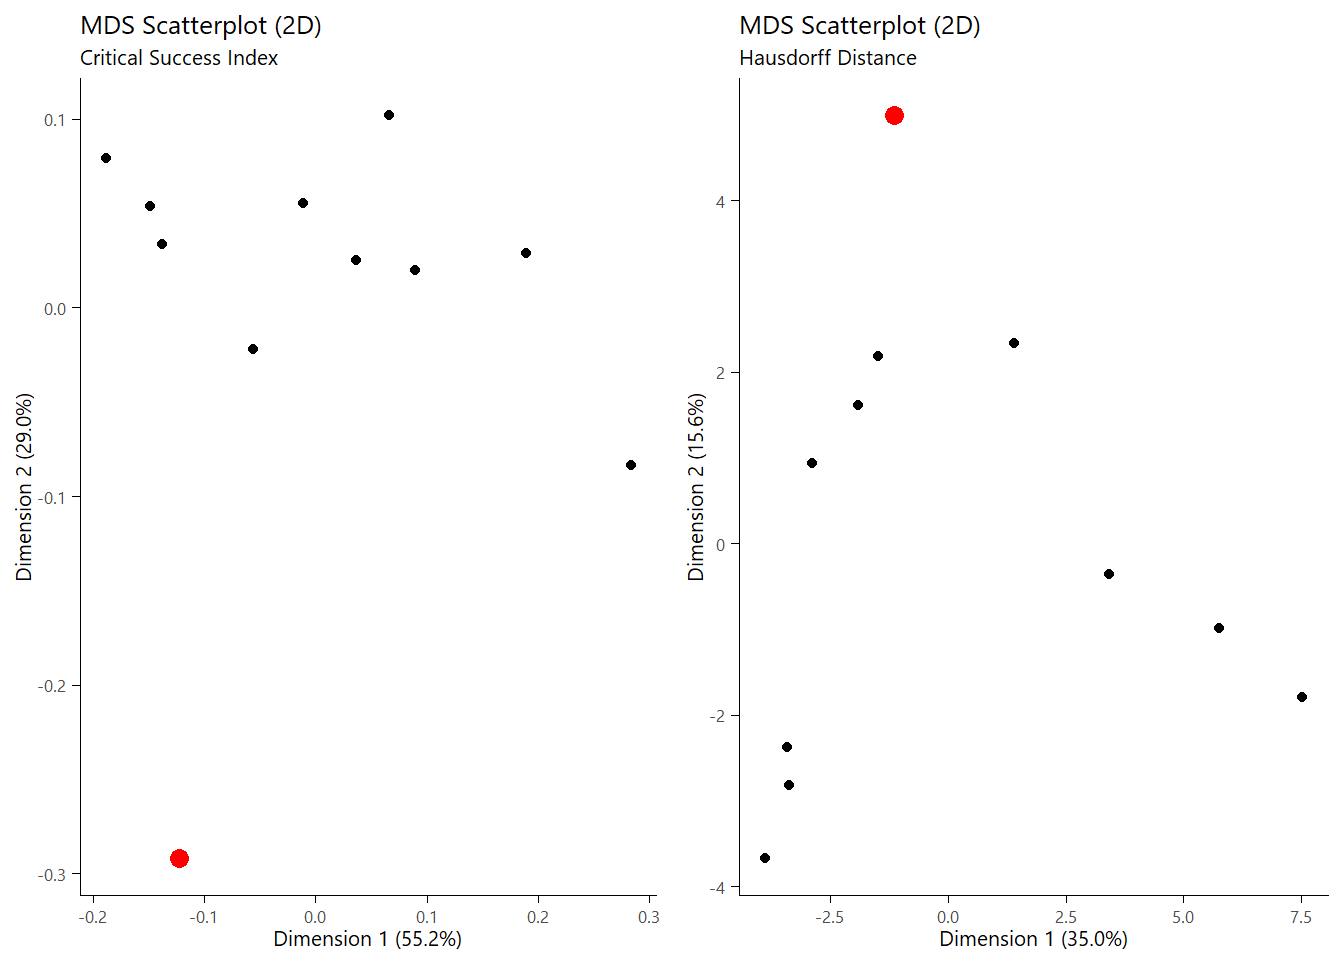 MDS Scatterplot (2D)
Critical Success Index
0.1
0.0
-0.1
-0.2
-0.3
Dimension 2 (29.0%)
-0.2 -0.1 0.0 0.1 0.2 0.3
Dimension 1 (55.2%)
MDS Scatterplot (2D)
Hausdorff Distance
4
2
0
-2
-4
Dimension 2 (15.6%)
-2.5 0.0 2.5 5.0 7.5
Dimension 1 (35.0%)